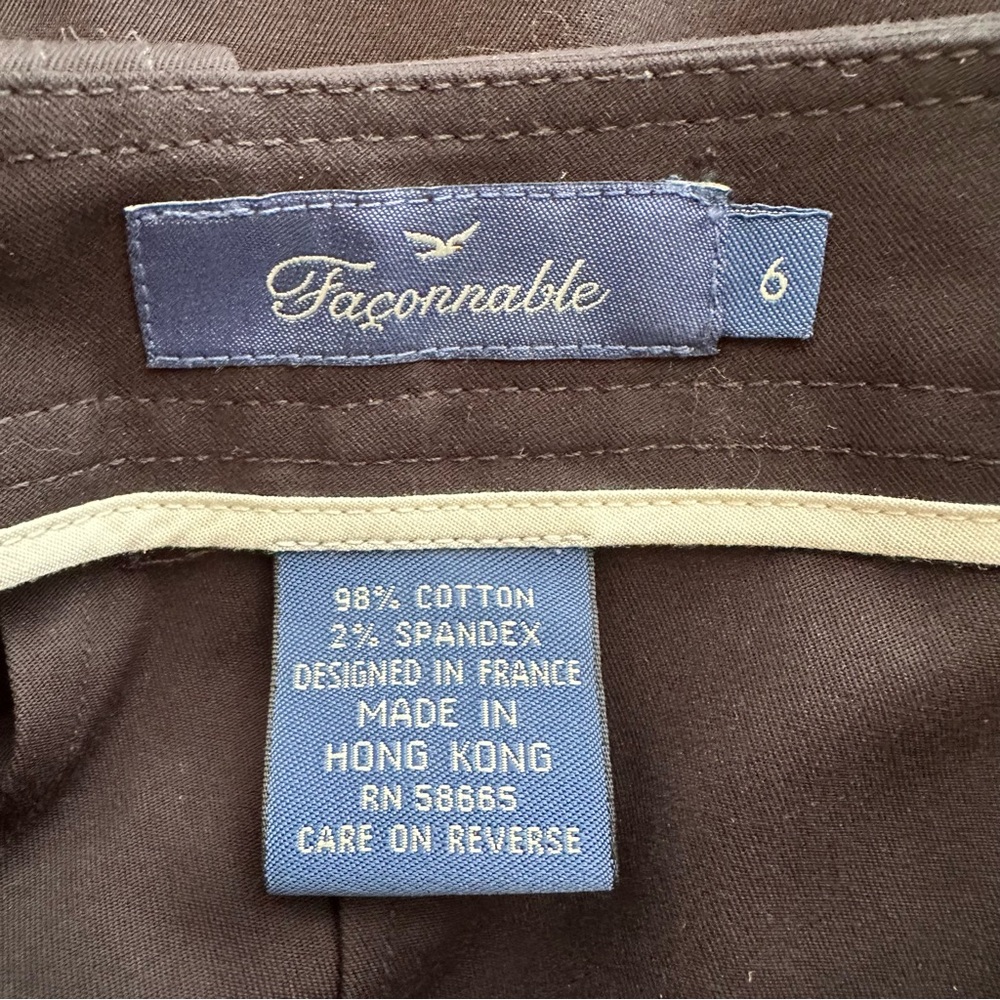 Façonnable
6
98% COTTON
2% SPANDEX
DESIGNED IN FRANCE
MADE IN
HONG KONG
RN 58665
CARE ON REVERSE